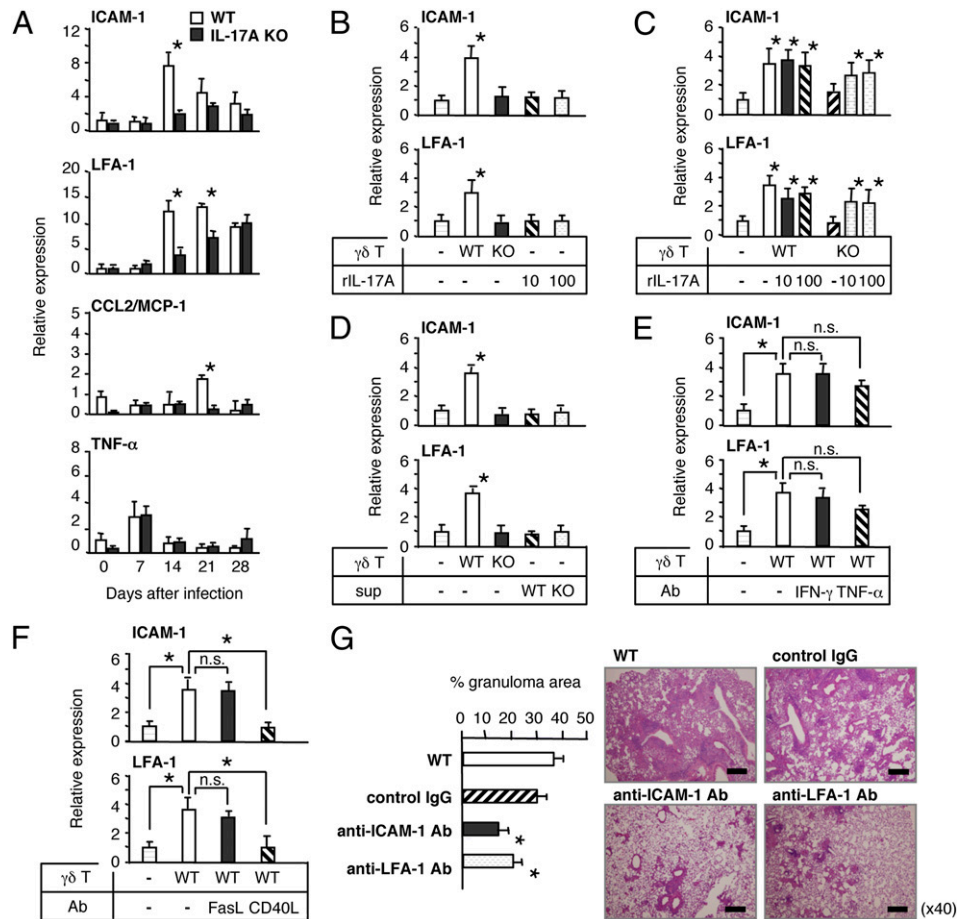 A
ICAM-1
WT
IL-17A KO
12
8
4
2
0
*
LFA-1
20
15
10
5
0
* *
CCL2/MCP-1
5
4
3
2
1
0
*
TNF-α
8
6
4
2
0
Relative expression
0 7 14 21 28
Days after infection
B
ICAM-1
6
4
2
0
*
LFA-1
6
4
2
0
*
Relative expression
γδ T - WT KO - -
rIL-17A - - - 10 100
C
ICAM-1
6
4
2
0
* * * * *
LFA-1
6
4
2
0
* * * * *
Relative expression
γδ T - WT KO
rIL-17A - - 10 100 -10 100
D
ICAM-1
6
4
2
0
*
LFA-1
6
4
2
0
*
Relative expression
γδ T - WT KO - -
sup - - - WT KO
E
ICAM-1
n.s.
* n.s.
6
4
2
0
LFA-1
n.s.
* n.s.
6
4
2
0
Relative expression
γδ T - WT WT WT
Ab - - IFN-γ TNF-α
F
ICAM-1
*
* n.s.
6
4
2
0
LFA-1
*
* n.s.
6
4
2
0
Relative expression
γδ T - WT WT WT
Ab - - FasL CD40L
G
% granuloma area
0 10 20 30 40 50
WT
control IgG
anti-ICAM-1 Ab
*
anti-LFA-1 Ab
*
WT
control IgG
anti-ICAM-1 Ab
anti-LFA-1 Ab
(x40)